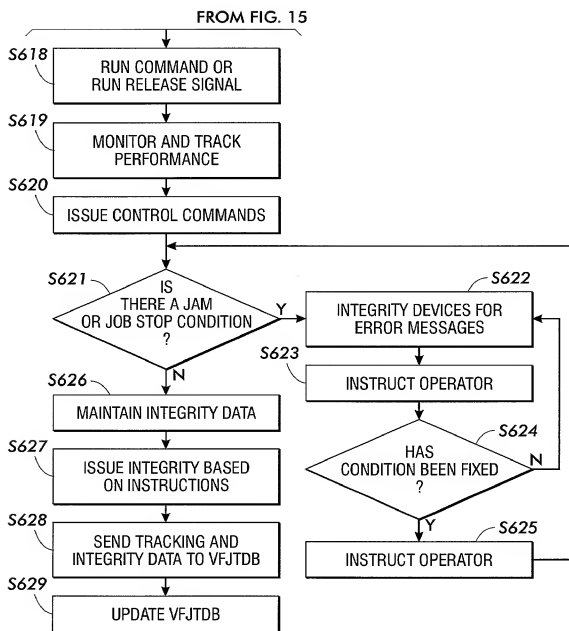 FROM FIG. 15
S618
RUN COMMAND OR
RUN RELEASE SIGNAL
S619
MONITOR AND TRACK
PERFORMANCE
S620
ISSUE CONTROL COMMANDS
S621
IS
THERE A JAM
OR JOB STOP CONDITION
?
Y
N
S622
INTEGRITY DEVICES FOR
ERROR MESSAGES
S623
INSTRUCT OPERATOR
S624
HAS
CONDITION BEEN FIXED
?
N
Y
S625
INSTRUCT OPERATOR
S626
MAINTAIN INTEGRITY DATA
S627
ISSUE INTEGRITY BASED
ON INSTRUCTIONS
S628
SEND TRACKING AND
INTEGRITY DATA TO VFJTDB
S629
UPDATE VFJTDB